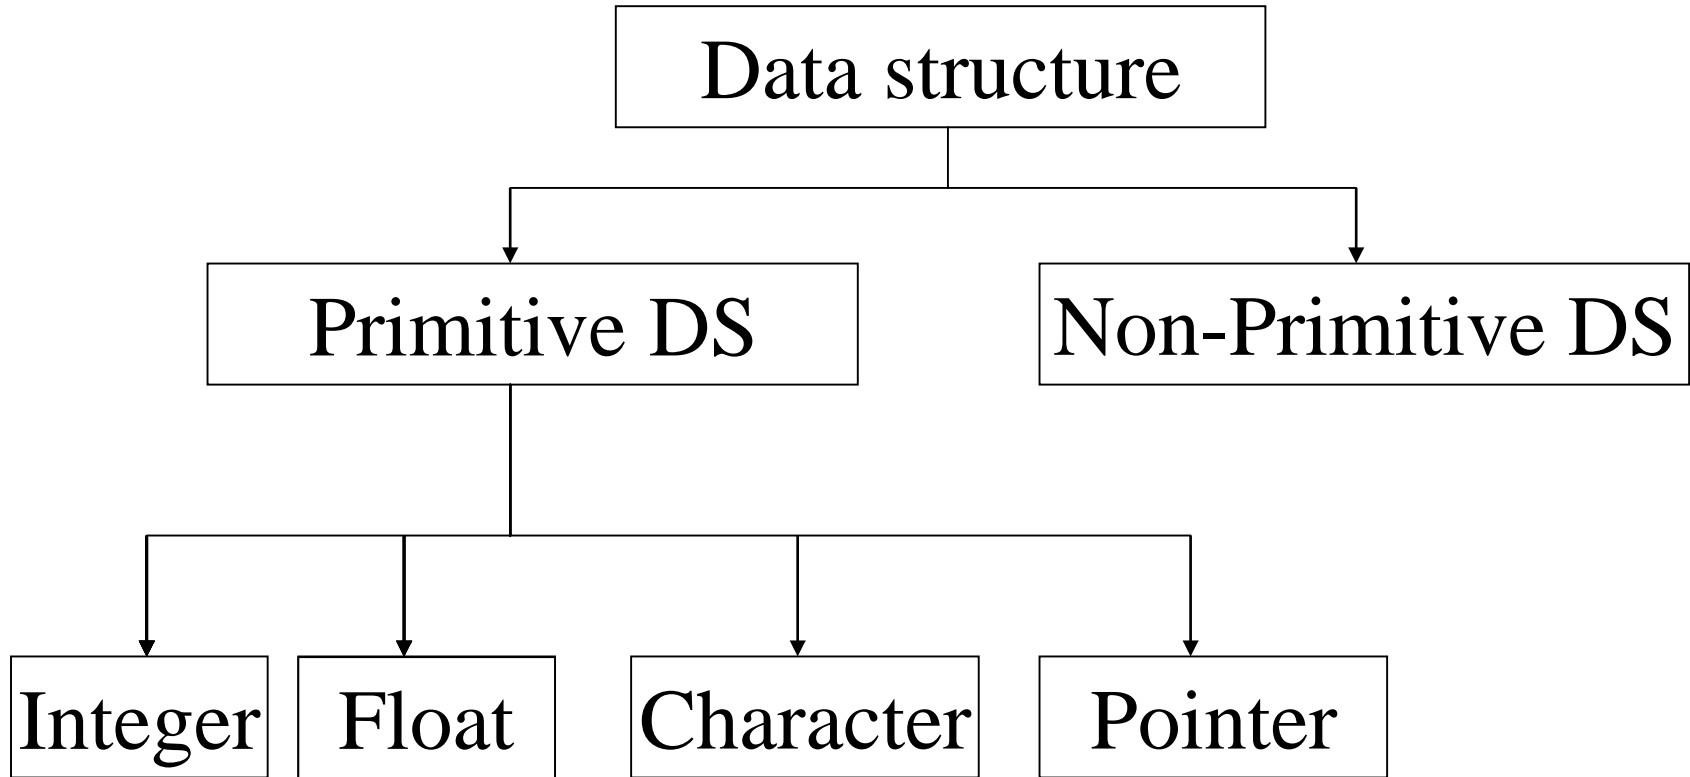 Data structure
Primitive DS
Non-Primitive DS
Integer
Float
Character
Pointer